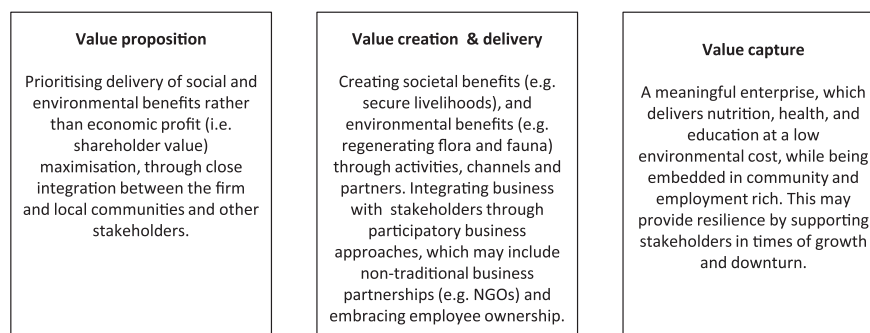 Value proposition
Prioritising delivery of social and
environmental benefits rather
than economic profit (i.e.
shareholder value)
maximisation, through close
integration between the firm
and local communities and other
stakeholders.
Value creation & delivery
Creating societal benefits (e.g.
secure livelihoods), and
environmental benefits (e.g.
regenerating flora and fauna)
through activities, channels and
partners. Integrating business
with stakeholders through
participatory business
approaches, which may include
non-traditional business
partnerships (e.g. NGOs) and
embracing employee ownership.
Value capture
A meaningful enterprise, which
delivers nutrition, health, and
education at a low
environmental cost, while being
embedded in community and
employment rich. This may
provide resilience by supporting
stakeholders in times of growth
and downturn.